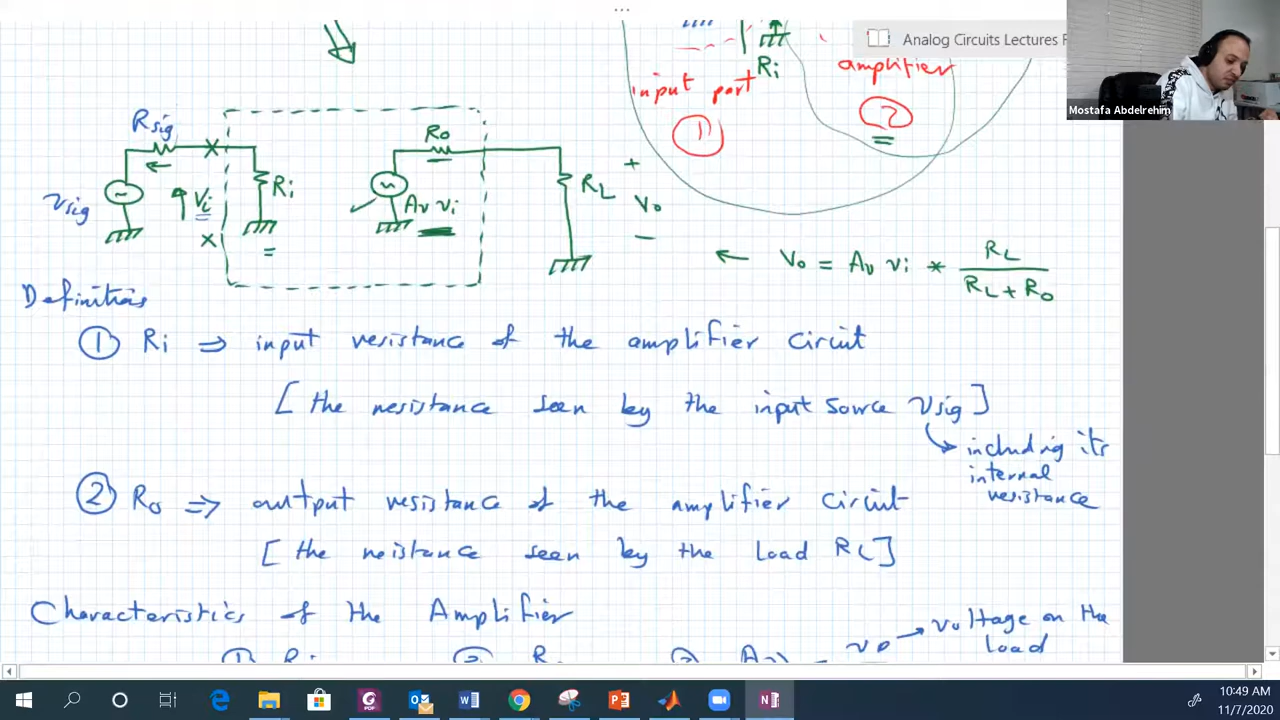 Analog Circuits Lectures F
Mostafa Abdelrehim
input part
1
Ri
amplifier
2
Rsig
Vsig
Vi
Ri
Ro
Av vi
RL
+
Vo
−
← Vo = Av vi * RL / (RL + Ro)
Definitions
① Ri ⇒ input resistance of the amplifier circuit
[the resistance seen by the input source Vsig]
including its
internal
resistance
② Ro ⇒ output resistance of the amplifier circuit
[the reistance seen by the Load RL]
Characteristics of the Amplifier
voltage on the
load
10:49 AM
11/7/2020